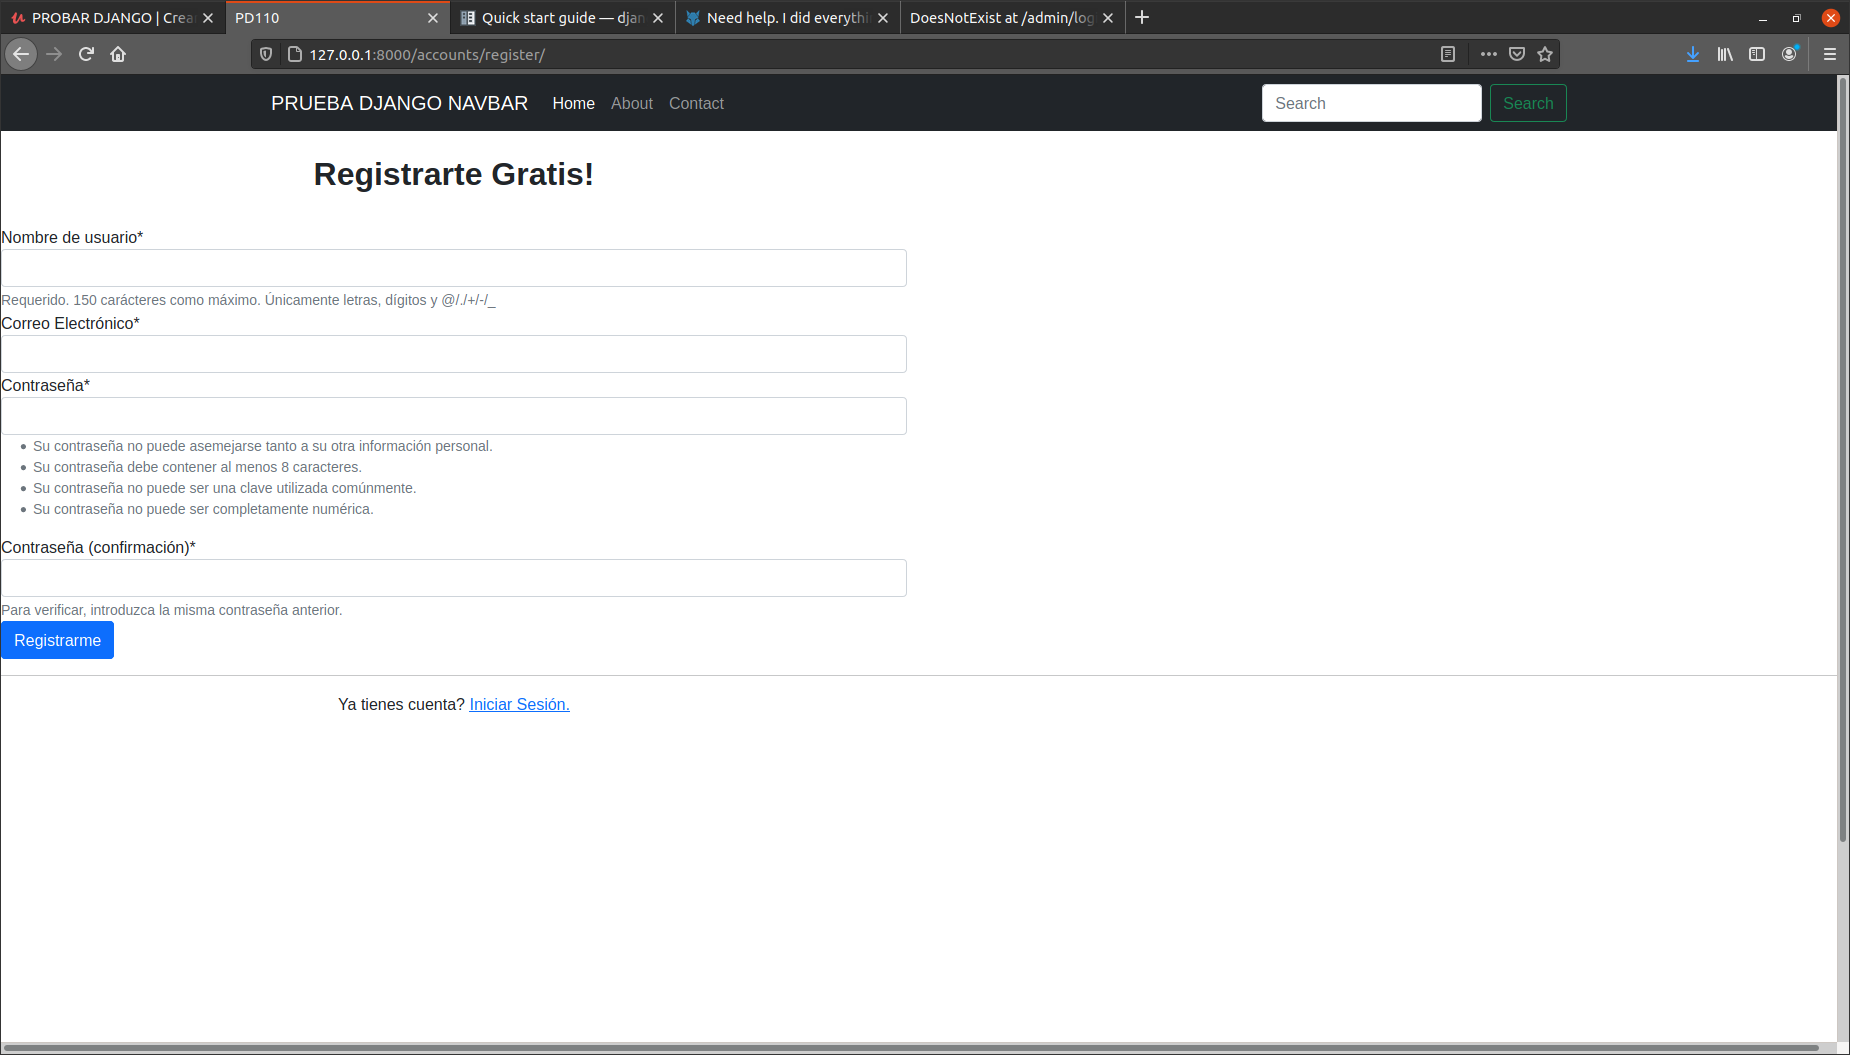 PROBAR DJANGO | Crea
PD110
Quick start guide — djan
Need help. I did everythi
DoesNotExist at /admin/log
127.0.0.1:8000/accounts/register/
PRUEBA DJANGO NAVBAR Home About Contact Search Search
Registrarte Gratis!
Nombre de usuario*
Requerido. 150 carácteres como máximo. Únicamente letras, dígitos y @/./+/-/_
Correo Electrónico*
Contraseña*
Su contraseña no puede asemejarse tanto a su otra información personal.
Su contraseña debe contener al menos 8 caracteres.
Su contraseña no puede ser una clave utilizada comúnmente.
Su contraseña no puede ser completamente numérica.
Contraseña (confirmación)*
Para verificar, introduzca la misma contraseña anterior.
Registrarme
Ya tienes cuenta? Iniciar Sesión.